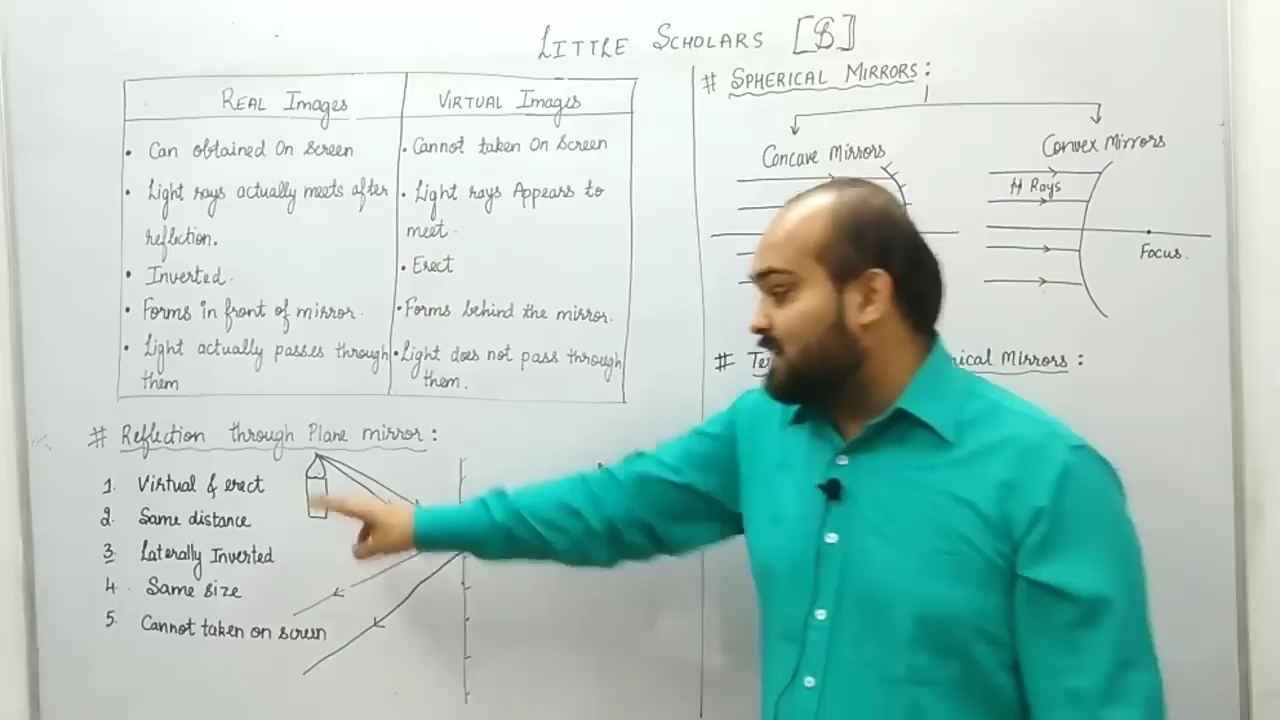 LITTLE SCHOLARS [$]
REAL Images
• Can obtained On Screen
• Light rays actually meets after
reflection.
• Inverted.
• Forms in front of mirror.
• Light actually passes through
them
VIRTUAL Images
• Cannot taken On Screen
• Light rays Appears to
meet.
• Erect
• Forms behind the mirror.
• Light does not pass through
them.
# Reflection through Plane mirror:
1. Virtual & erect
2. Same distance
3. Laterally Inverted
4. Same size
5. Cannot taken on screen
# SPHERICAL MIRRORS:
Concave Mirrors
Convex Mirrors
Rays
Focus.
# Mirrors: